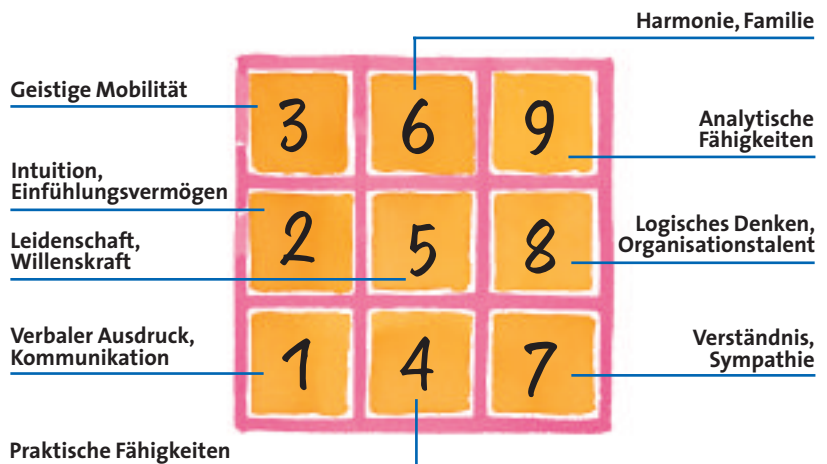 Harmonie, Familie
Geistige Mobilität
3 6 9
Analytische
Fähigkeiten
Intuition,
Einfühlungsvermögen
2 5 8
Logisches Denken,
Organisationstalent
Leidenschaft,
Willenskraft
Verbaler Ausdruck,
Kommunikation
1 4 7
Verständnis,
Sympathie
Praktische Fähigkeiten